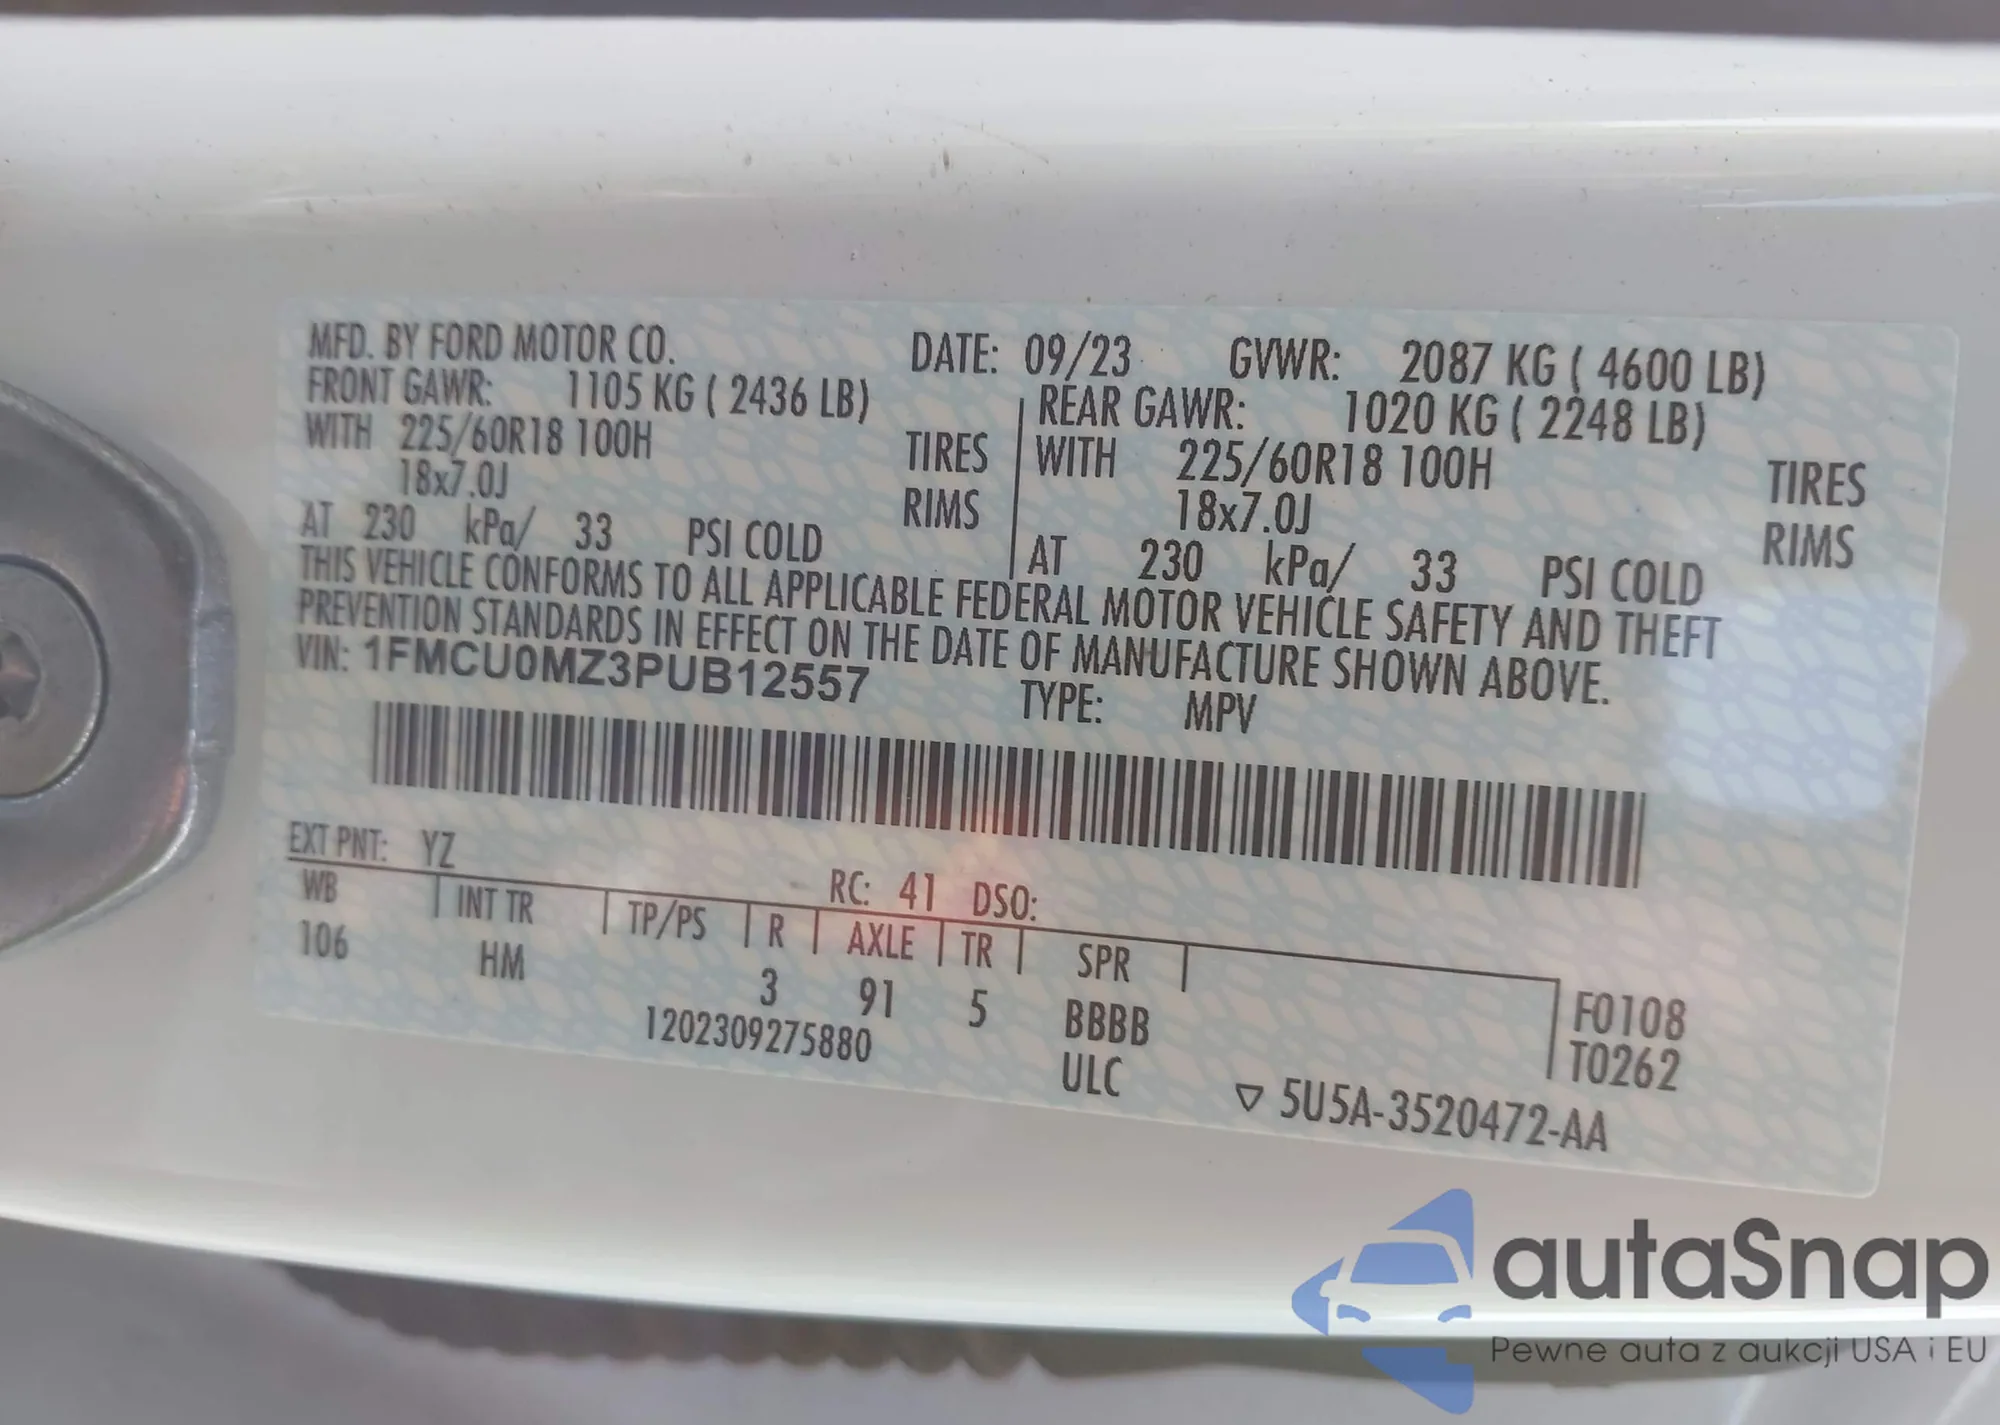 MFD. BY FORD MOTOR CO. DATE: 09/23 GVWR: 2087 KG ( 4600 LB)
FRONT GAWR: 1105 KG ( 2436 LB) REAR GAWR: 1020 KG ( 2248 LB)
WITH 225/60R18 100H TIRES WITH 225/60R18 100H TIRES
18x7.0J RIMS 18x7.0J RIMS
AT 230 kPa/ 33 PSI COLD AT 230 kPa/ 33 PSI COLD
THIS VEHICLE CONFORMS TO ALL APPLICABLE FEDERAL MOTOR VEHICLE SAFETY AND THEFT
PREVENTION STANDARDS IN EFFECT ON THE DATE OF MANUFACTURE SHOWN ABOVE.
VIN: 1FMCU0MZ3PUB12557 TYPE: MPV
EXT PNT: YZ RC: 41 DSO:
WB INT TR TP/PS R AXLE TR SPR
106 HM 3 91 5 BBBB F0108
1202309275880 ULC T0262
▽ 5U5A-3520472-AA
autaSnap
Pewne auta z aukcji USA i EU